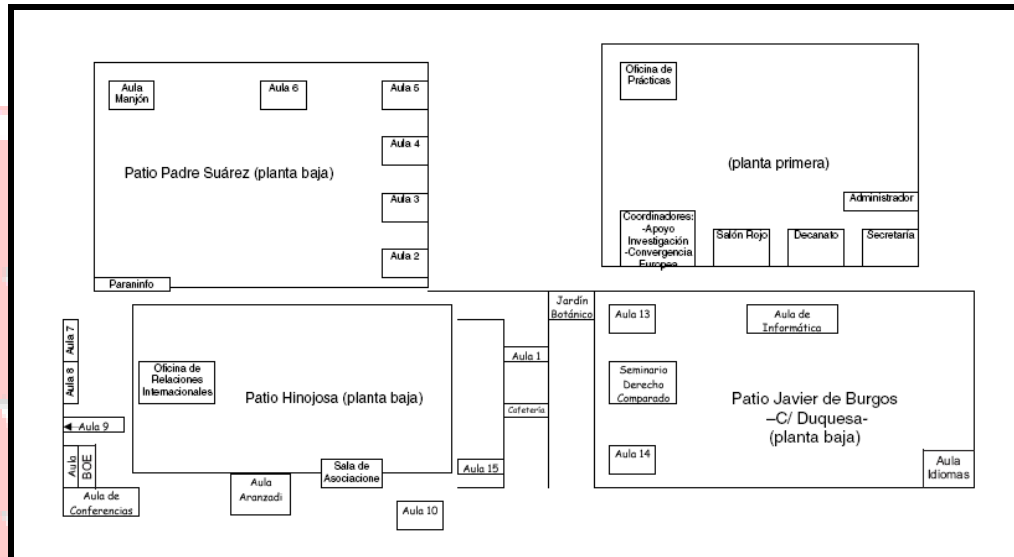 Aula
Manjón
Aula 6
Aula 5
Aula 4
Patio Padre Suárez (planta baja)
Aula 3
Aula 2
Paraninfo
Oficina de
Prácticas
(planta primera)
Administrador
Coordinadores:
-Apoyo
Investigación
-Convergencia
Europea
Salón Rojo
Decanato
Secretaría
Aula 7
Aula 8
Aula 9
Aula
BOE
Aula de
Conferencias
Oficina de
Relaciones
Internacionales
Patio Hinojosa (planta baja)
Sala de
Asociacione
Aula
Aranzadi
Aula 10
Aula 15
Aula 1
Cafetería
Jardín
Botánico
Aula 13
Aula de
Informática
Seminario
Derecho
Comparado
Patio Javier de Burgos
–C/ Duquesa-
(planta baja)
Aula 14
Aula
Idiomas